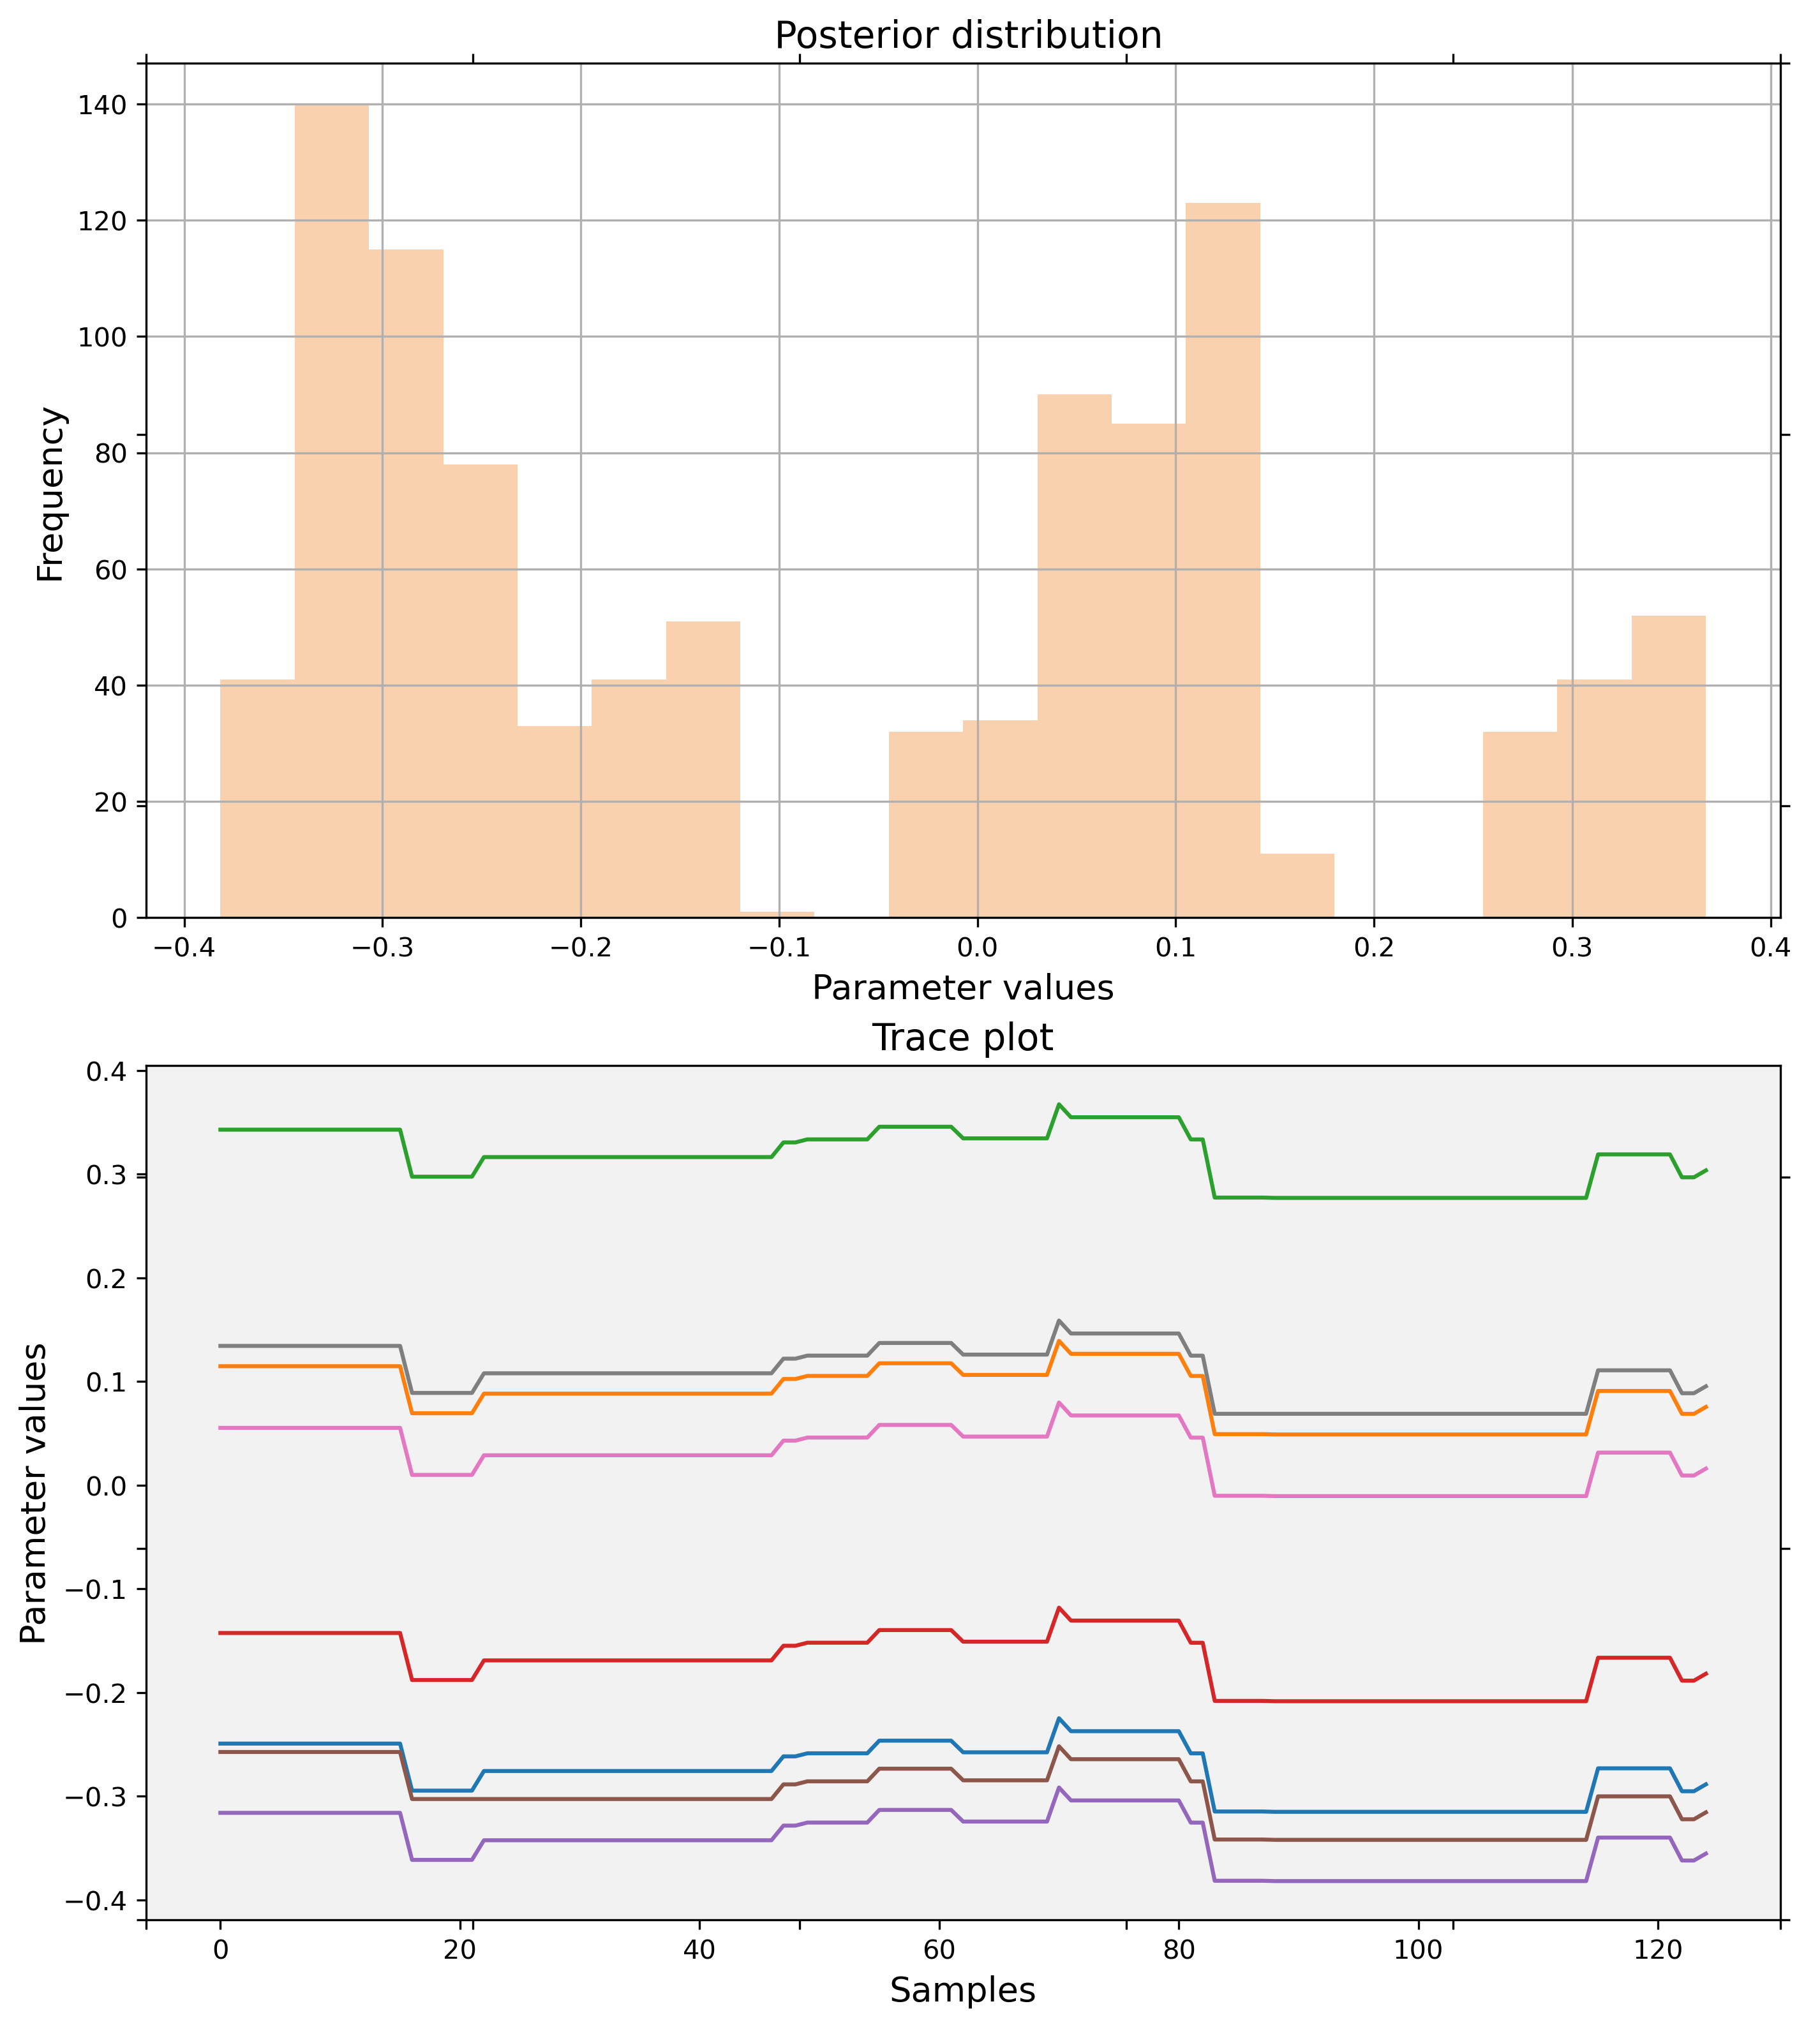 Posterior distribution
140
120
100
80
60
40
20
0
Frequency
−0.4 −0.3 −0.2 −0.1 0.0 0.1 0.2 0.3 0.4
Parameter values
Trace plot
0.4
0.3
0.2
0.1
0.0
−0.1
−0.2
−0.3
−0.4
Parameter values
0 20 40 60 80 100 120
Samples